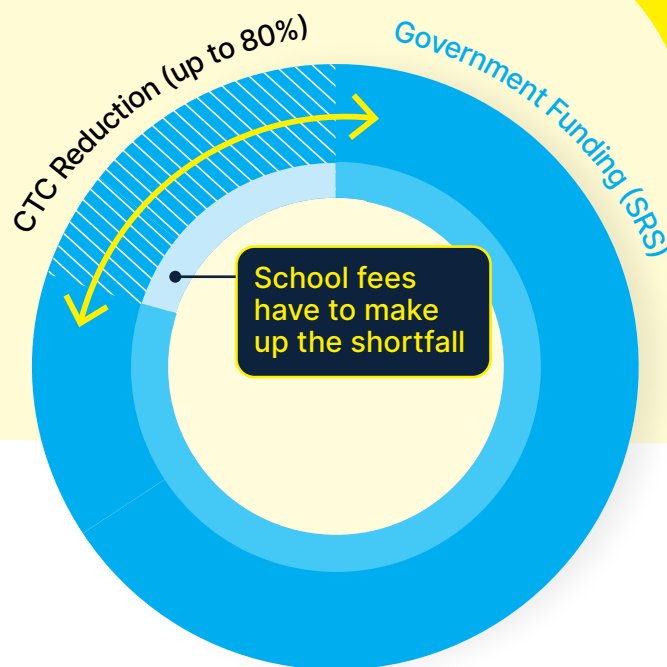 CTC Reduction (up to 80%)
Government Funding (SRS)
School fees
have to make
up the shortfall